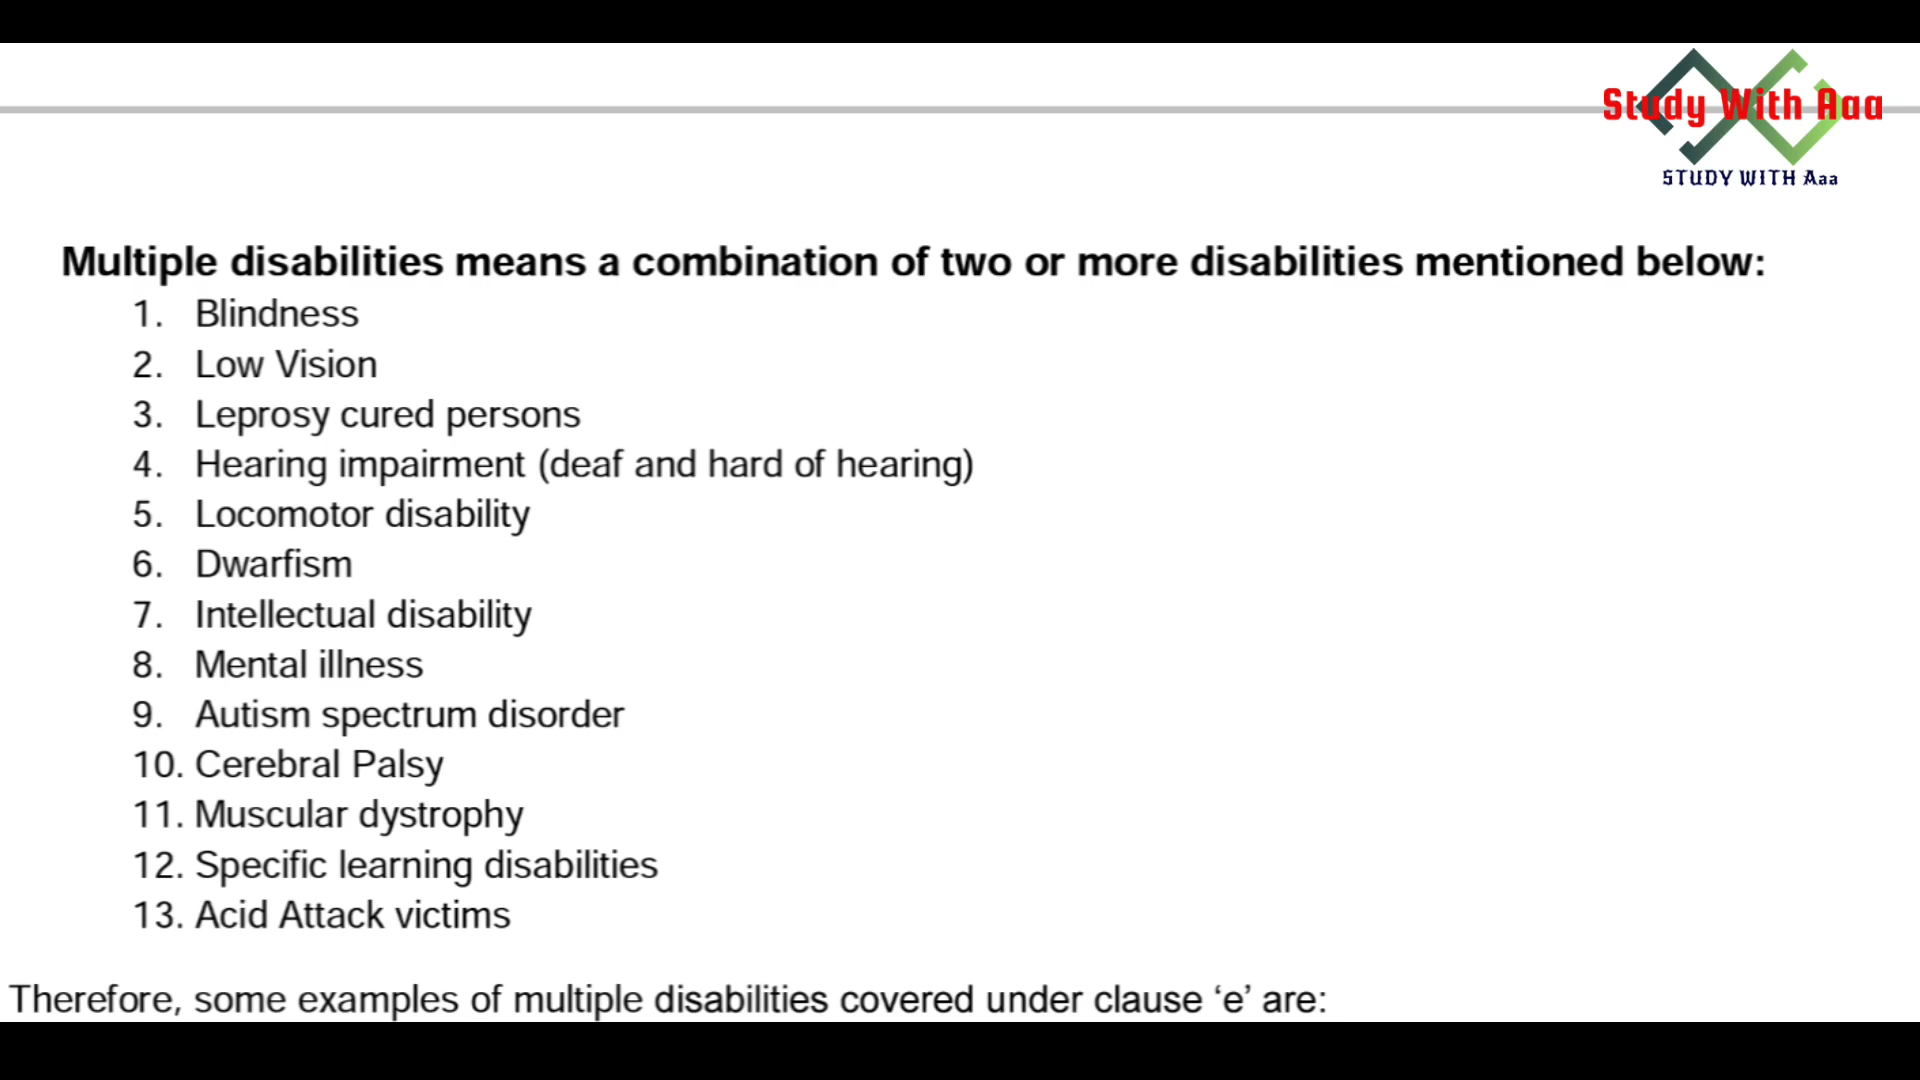 Study With Aaa
STUDY WITH Aaa
Multiple disabilities means a combination of two or more disabilities mentioned below:
1. Blindness
2. Low Vision
3. Leprosy cured persons
4. Hearing impairment (deaf and hard of hearing)
5. Locomotor disability
6. Dwarfism
7. Intellectual disability
8. Mental illness
9. Autism spectrum disorder
10. Cerebral Palsy
11. Muscular dystrophy
12. Specific learning disabilities
13. Acid Attack victims
Therefore, some examples of multiple disabilities covered under clause ‘e’ are: